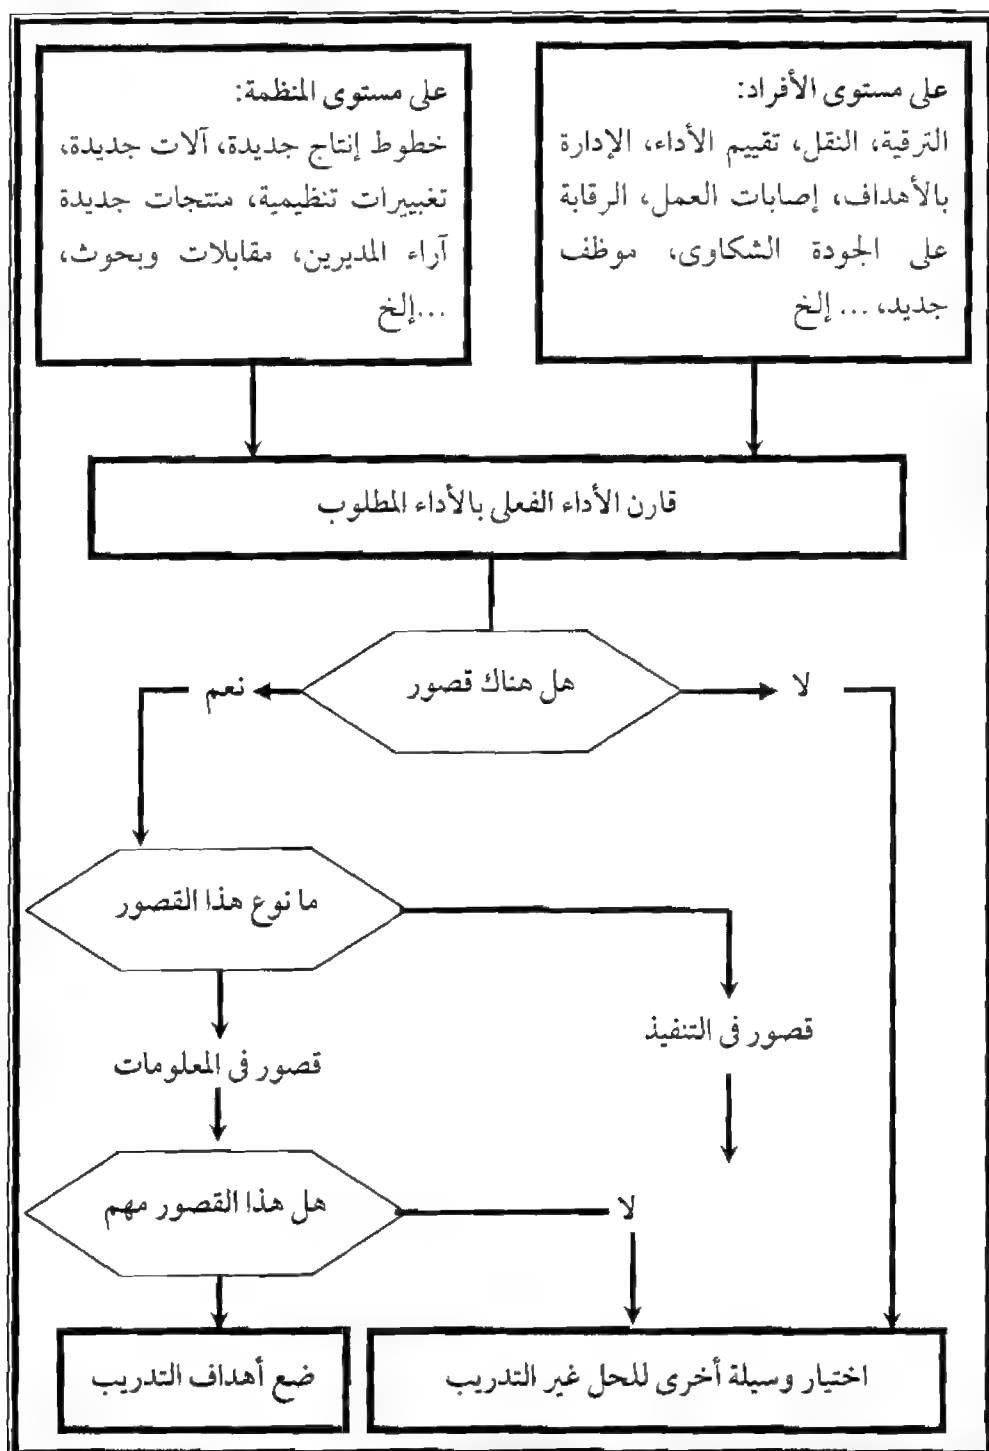 على مستوى الأفراد:
الترقية، النقل، تقييم الأداء، الإدارة
بالأهداف، إصابات العمل، الرقابة
على الجودة الشكاوى، موظف
جديد، ... إلخ
على مستوى المنظمة:
خطوط إنتاج جديدة، آلات جديدة،
تغييرات تنظيمية، منتجات جديدة
آراء المديرين، مقابلات وبحوث،
...إلخ
قارن الأداء الفعلى بالأداء المطلوب
هل هناك قصور
لا
نعم
ما نوع هذا القصور
قصور فى التنفيذ
قصور فى المعلومات
هل هذا القصور مهم
لا
اختيار وسيلة أخرى للحل غير التدريب
ضع أهداف التدريب